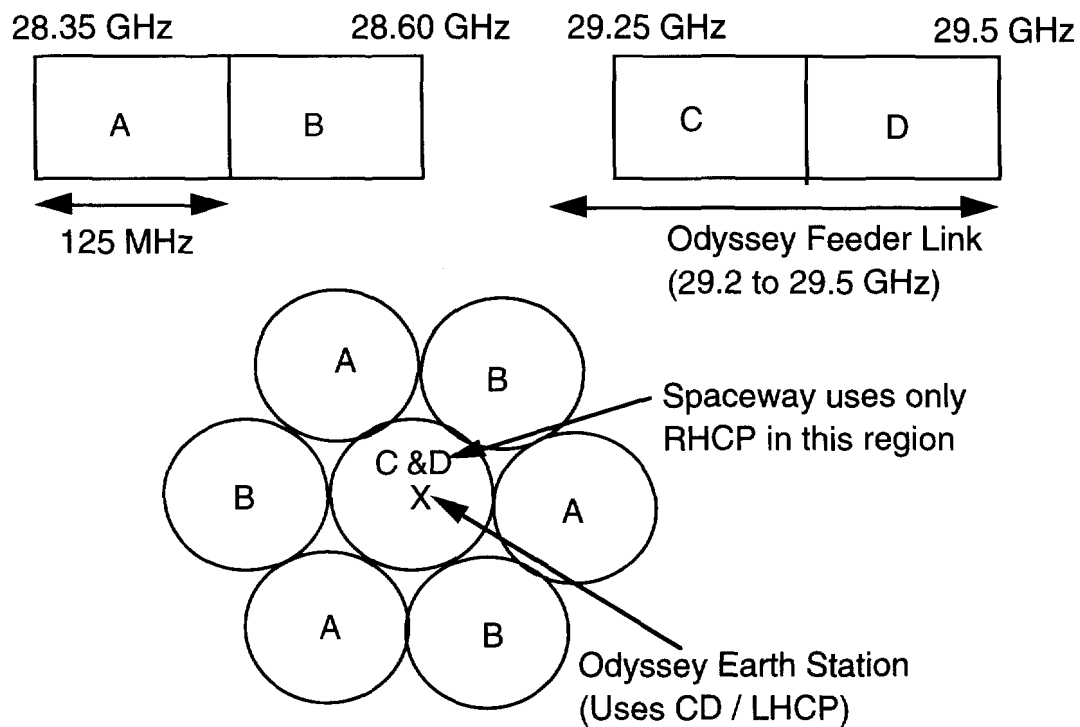 28.35 GHz 28.60 GHz 29.25 GHz 29.5 GHz
A B C D
125 MHz
Odyssey Feeder Link
(29.2 to 29.5 GHz)
A
B
Spaceway uses only
RHCP in this region
C &D
B X A
A B
Odyssey Earth Station
(Uses CD / LHCP)